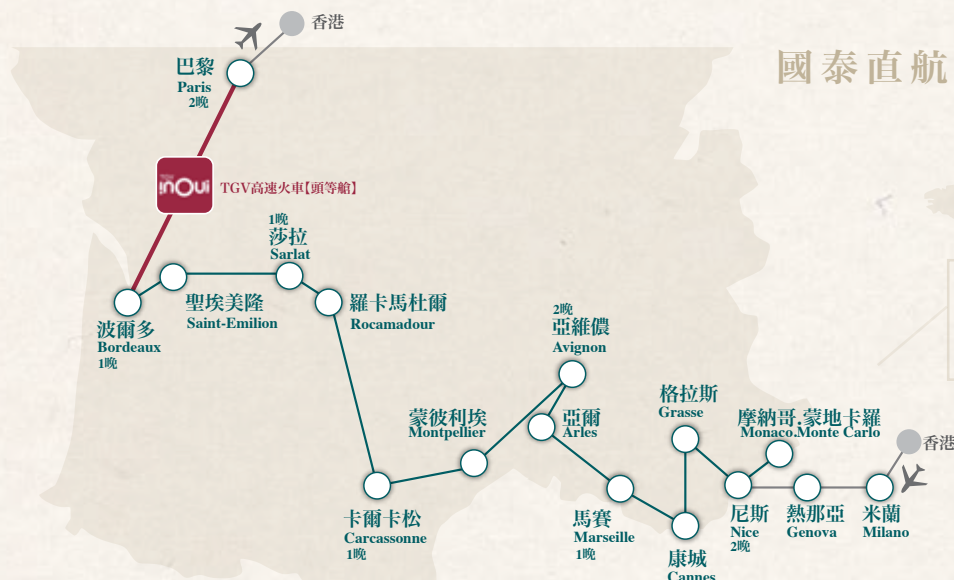 香港
國泰直航
巴黎
Paris
2晚
inOui
TGV高速火車【頭等艙】
1晚
莎拉
Sarlat
聖埃美隆
Saint-Emilion
羅卡馬杜爾
Rocamadour
波爾多
Bordeaux
1晚
2晚
亞維儂
Avignon
格拉斯
Grasse
蒙彼利埃
Montpellier
亞爾
Arles
摩納哥.蒙地卡羅
Monaco.Monte Carlo
香港
卡爾卡松
Carcassonne
1晚
馬賽
Marseille
1晚
尼斯
Nice
2晚
熱那亞
Genova
米蘭
Milano
康城
Cannes